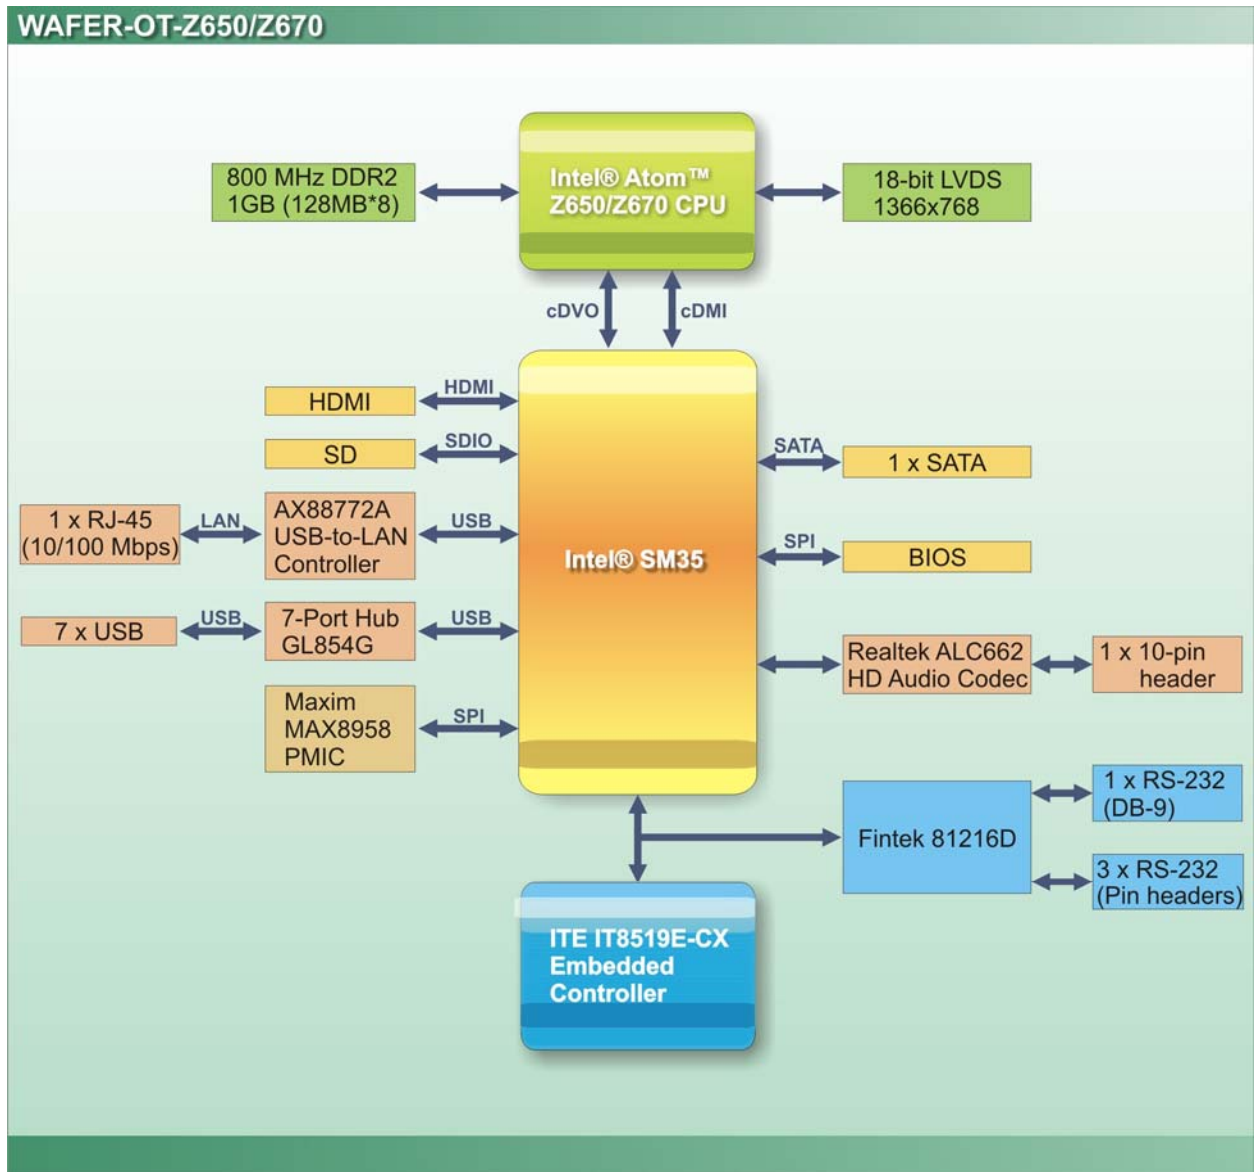 WAFER-OT-Z650/Z670
800 MHz DDR2
1GB (128MB*8)
Intel® Atom™
Z650/Z670 CPU
18-bit LVDS
1366x768
cDVO
cDMI
HDMI
HDMI
SD
SDIO
SATA
1 x SATA
1 x RJ-45
(10/100 Mbps)
LAN
AX88772A
USB-to-LAN
Controller
USB
Intel® SM35
SPI
BIOS
7 x USB
USB
7-Port Hub
GL854G
USB
Realtek ALC662
HD Audio Codec
1 x 10-pin
header
Maxim
MAX8958
PMIC
SPI
Fintek 81216D
1 x RS-232
(DB-9)
3 x RS-232
(Pin headers)
ITE IT8519E-CX
Embedded
Controller